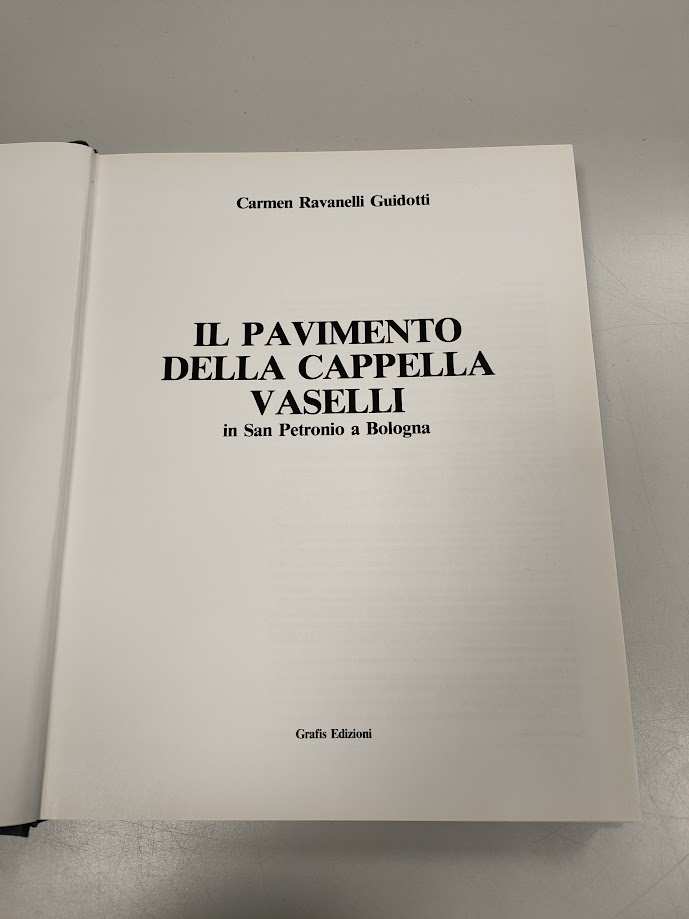 Carmen Ravanelli Guidotti
IL PAVIMENTO
DELLA CAPPELLA
VASELLI
in San Petronio a Bologna
Grafis Edizioni